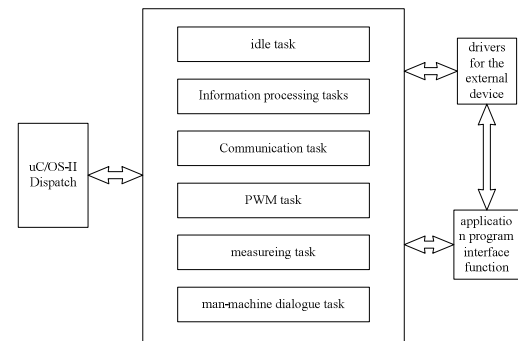 idle task
Information processing tasks
Communication task
PWM task
measureing task
man-machine dialogue task
uC/OS-II
Dispatch
drivers
for the
external
device
applicatio
n program
interface
function